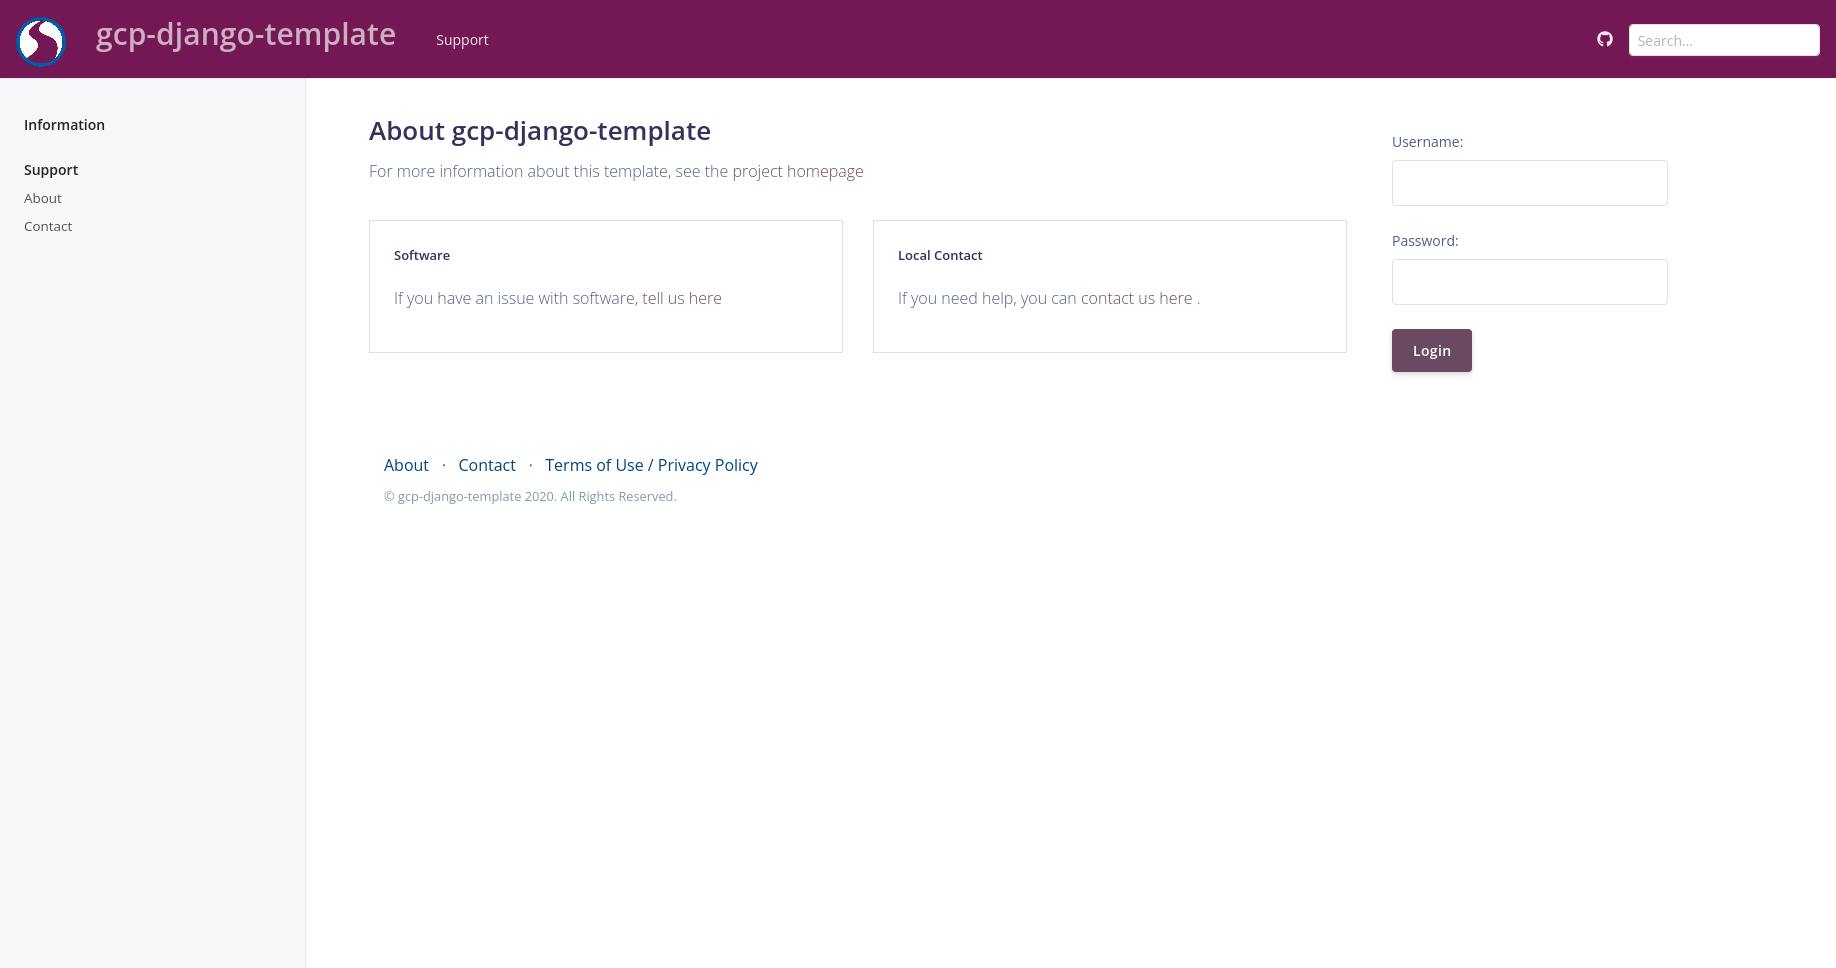 gcp-django-template
Support
Search...
Information
Support
About
Contact
About gcp-django-template
For more information about this template, see the project homepage
Software
If you have an issue with software, tell us here
Local Contact
If you need help, you can contact us here .
Username:
Password:
Login
About · Contact · Terms of Use / Privacy Policy
© gcp-django-template 2020. All Rights Reserved.